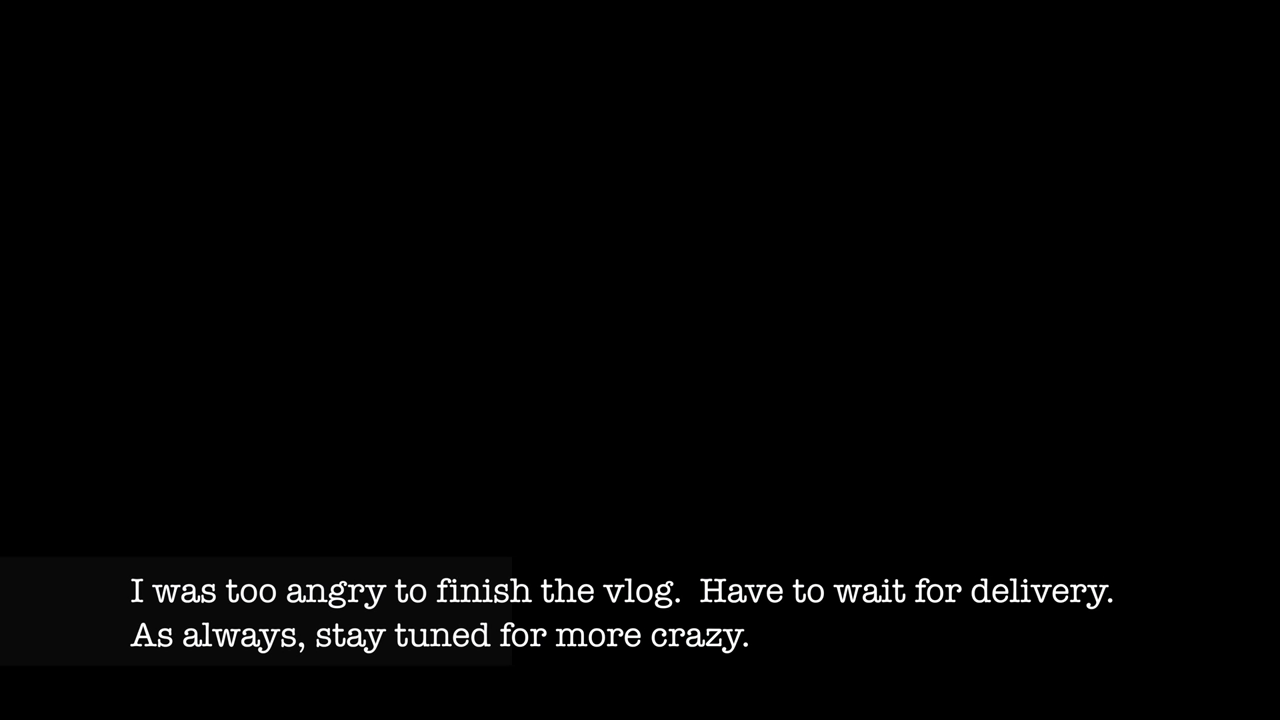 I was too angry to finish the vlog.  Have to wait for delivery.
As always, stay tuned for more crazy.